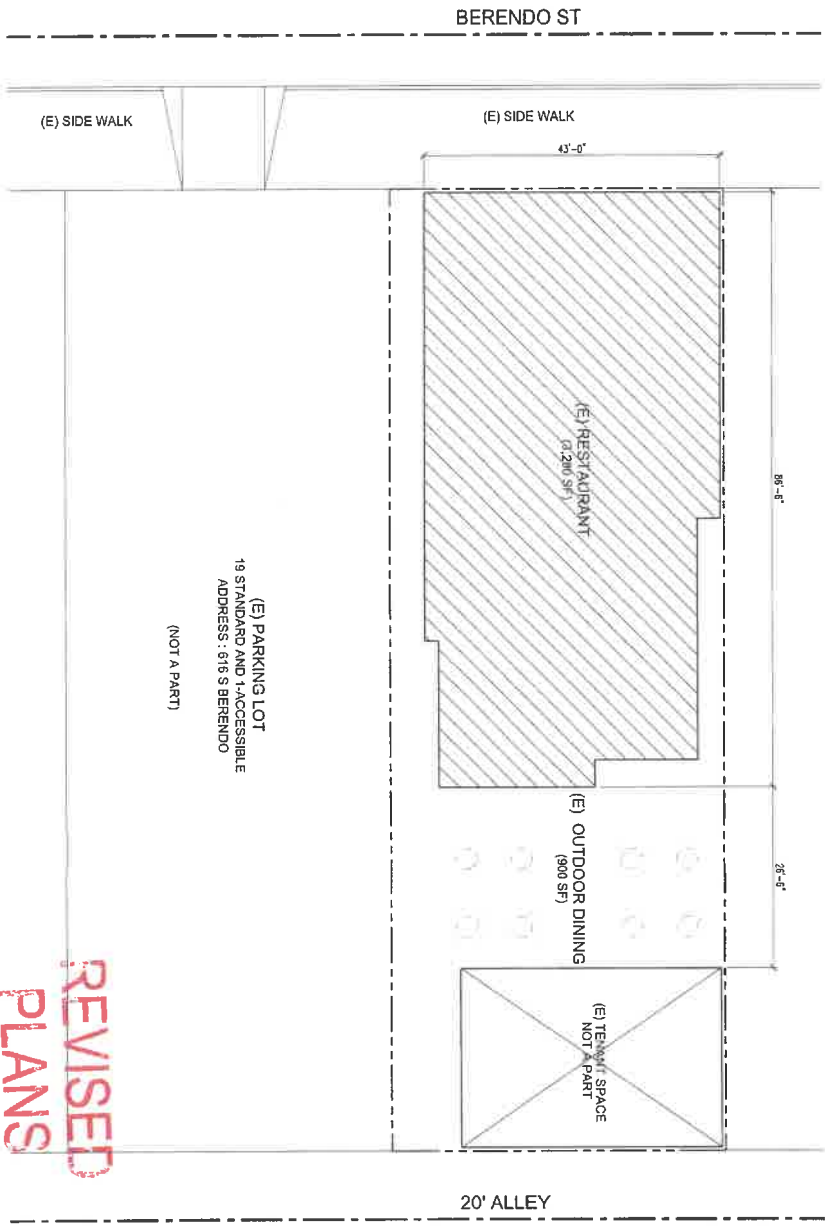 BERENDO ST
(E) SIDE WALK
(E) SIDE WALK
43'-0"
86'-6"
(E) RESTAURANT
(3,280 SF)
(E) PARKING LOT
19 STANDARD AND 1-ACCESSIBLE
ADDRESS : 616 S BERENDO
(NOT A PART)
(E) OUTDOOR DINING
(900 SF)
26'-6"
(E) TENANT SPACE
NOT A PART
REVISED
PLANS
20' ALLEY